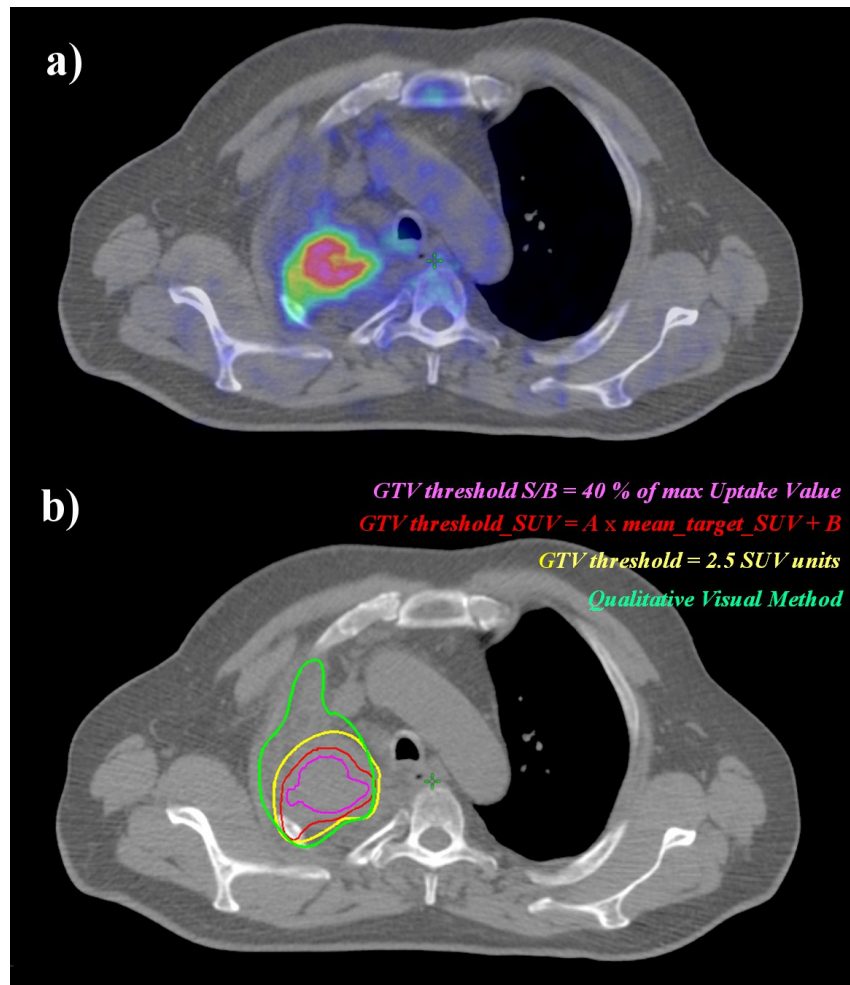 a)
b)
GTV threshold S/B = 40 % of max Uptake Value
GTV threshold_SUV = A x mean_target_SUV + B
GTV threshold = 2.5 SUV units
Qualitative Visual Method